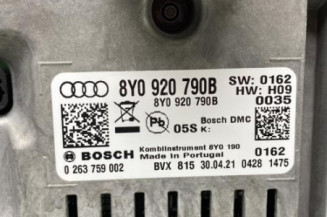 8Y0 920 790B SW: 0162
8Y0 920 790B HW: H09
0035
Pb 05S Bosch DMC
K:
Kombiinstrument 8Y0 190
BOSCH Made in Portugal 0162
0 263 759 002 BVX 815 30.04.21 0428 1475